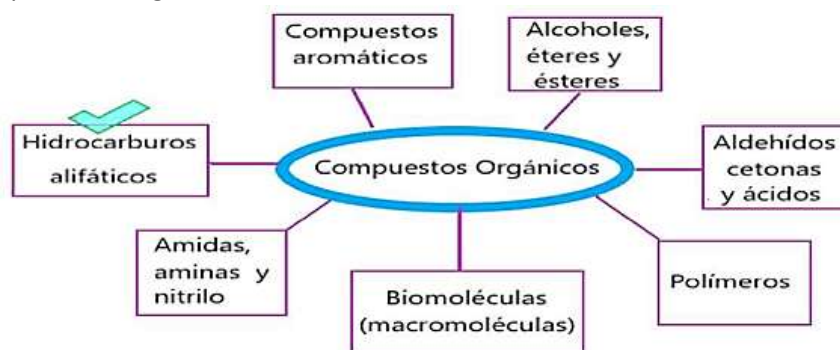 Compuestos
aromáticos
Alcoholes,
éteres y
ésteres
Hidrocarburos
alifáticos
Compuestos Orgánicos
Aldehídos
cetonas
y ácidos
Amidas,
aminas y
nitrilo
Biomoléculas
(macromoléculas)
Polímeros